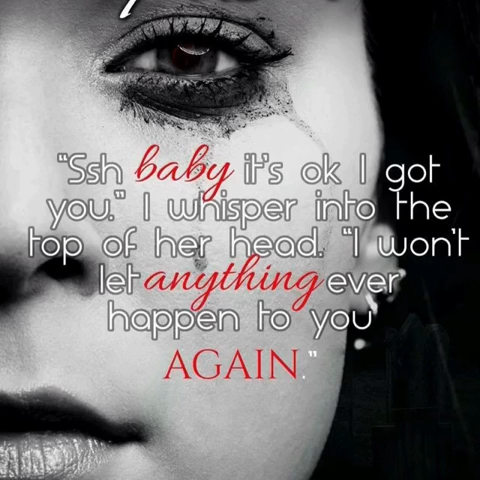 "Ssh baby it's ok I got
you." I whisper into the
top of her head. "I won't
let anything ever
happen to you
AGAIN."